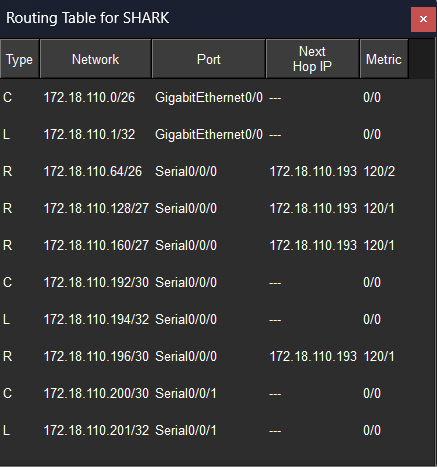 Routing Table for SHARK
Type Network Port Next Hop IP Metric
C 172.18.110.0/26 GigabitEthernet0/0 --- 0/0
L 172.18.110.1/32 GigabitEthernet0/0 --- 0/0
R 172.18.110.64/26 Serial0/0/0 172.18.110.193 120/2
R 172.18.110.128/27 Serial0/0/0 172.18.110.193 120/1
R 172.18.110.160/27 Serial0/0/0 172.18.110.193 120/1
C 172.18.110.192/30 Serial0/0/0 --- 0/0
L 172.18.110.194/32 Serial0/0/0 --- 0/0
R 172.18.110.196/30 Serial0/0/0 172.18.110.193 120/1
C 172.18.110.200/30 Serial0/0/1 --- 0/0
L 172.18.110.201/32 Serial0/0/1 --- 0/0